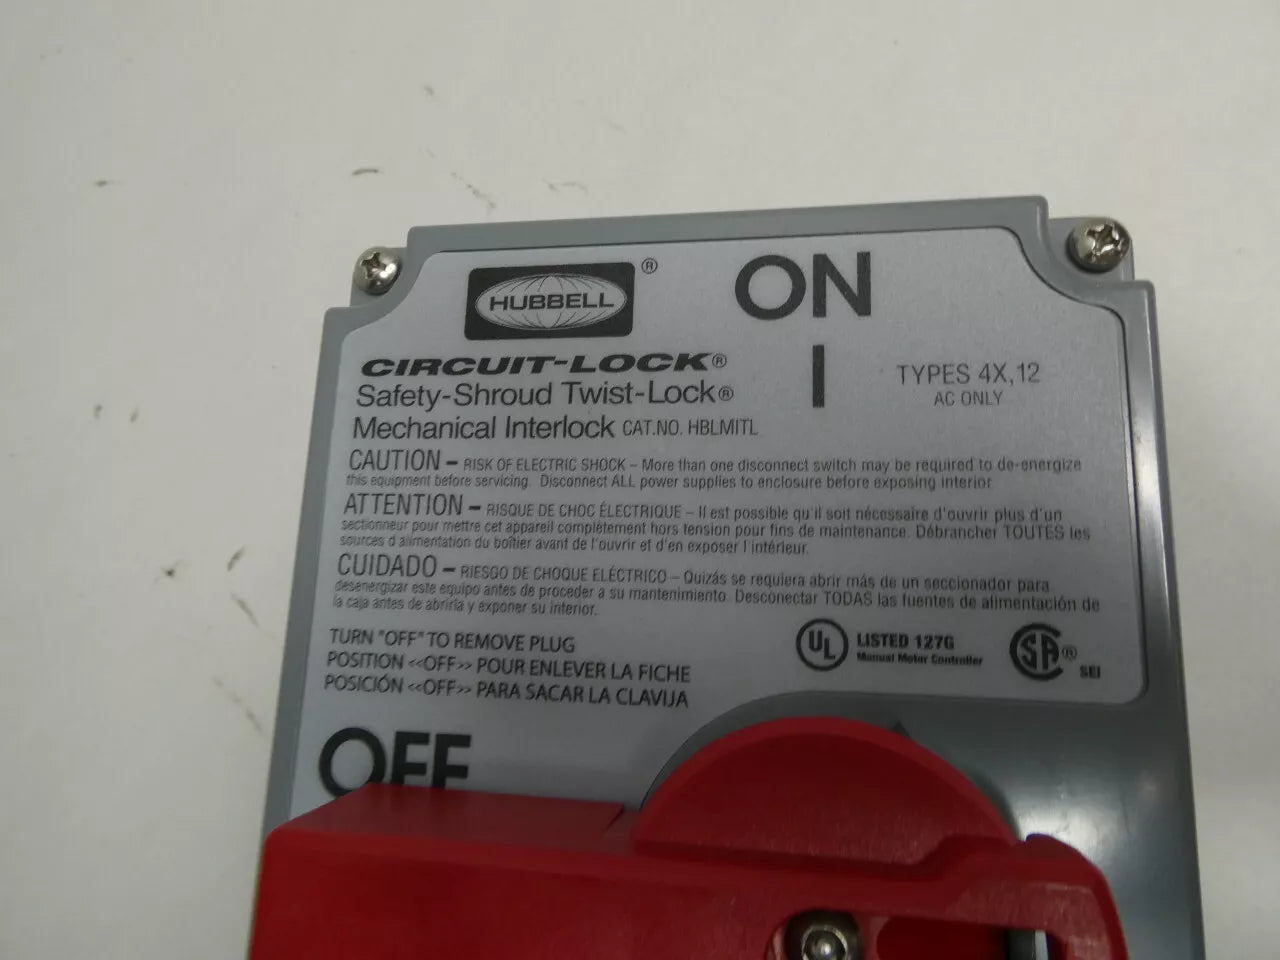 HUBBELL ®
ON
CIRCUIT-LOCK®
Safety-Shroud Twist-Lock®
Mechanical Interlock CAT.NO. HBLMITL
I
TYPES 4X,12
AC ONLY
CAUTION – RISK OF ELECTRIC SHOCK – More than one disconnect switch may be required to de-energize
this equipment before servicing. Disconnect ALL power supplies to enclosure before exposing interior
ATTENTION – RISQUE DE CHOC ÉLECTRIQUE – Il est possible qu'il soit nécessaire d'ouvrir plus d'un
sectionneur pour mettre cet appareil complètement hors tension pour fins de maintenance. Débrancher TOUTES les
sources d'alimentation du boîtier avant de l'ouvrir et d'en exposer l'intérieur.
CUIDADO – RIESGO DE CHOQUE ELÉCTRICO – Quizás se requiera abrir más de un seccionador para
desenergizar este equipo antes de proceder a su mantenimiento. Desconectar TODAS las fuentes de alimentación de
la caja antes de abrirla y exponer su interior.
TURN "OFF" TO REMOVE PLUG
POSITION <<OFF>> POUR ENLEVER LA FICHE
POSICIÓN <<OFF>> PARA SACAR LA CLAVIJA
UL LISTED 127G
Manual Motor Controller
SA® SEI
OFF